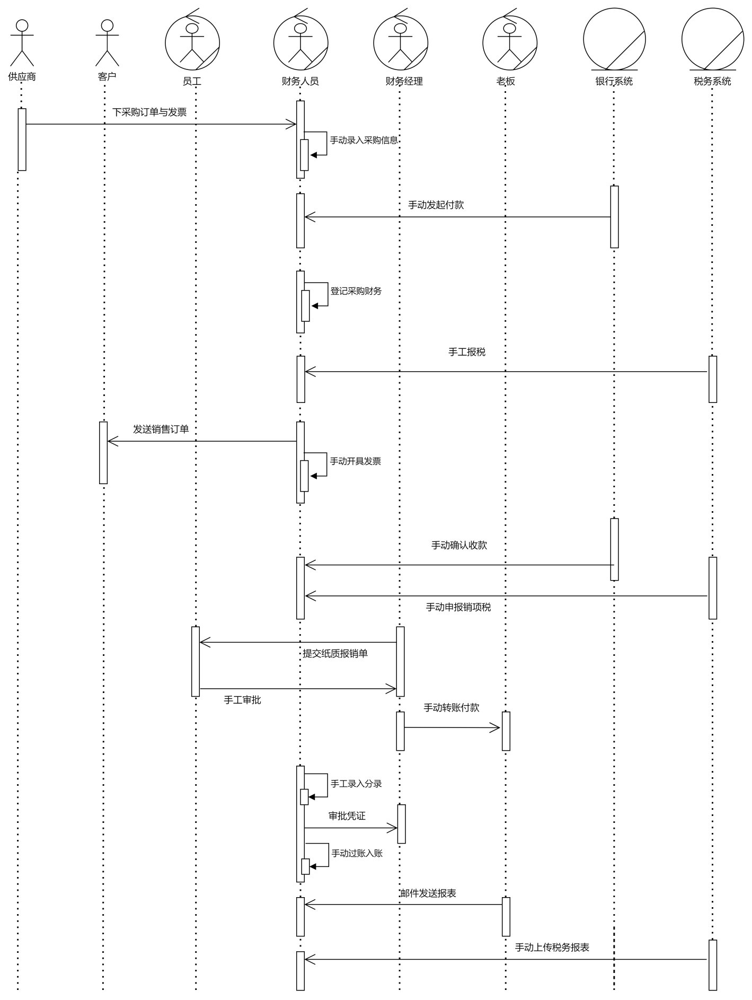 供应商
客户
员工
财务人员
财务经理
老板
银行系统
税务系统
下采购订单与发票
手动录入采购信息
手动发起付款
登记采购财务
手工报税
发送销售订单
手动开具发票
手动确认收款
手动申报销项税
提交纸质报销单
手工审批
手动转账付款
手工录入分录
审批凭证
手动过账入账
邮件发送报表
手动上传税务报表